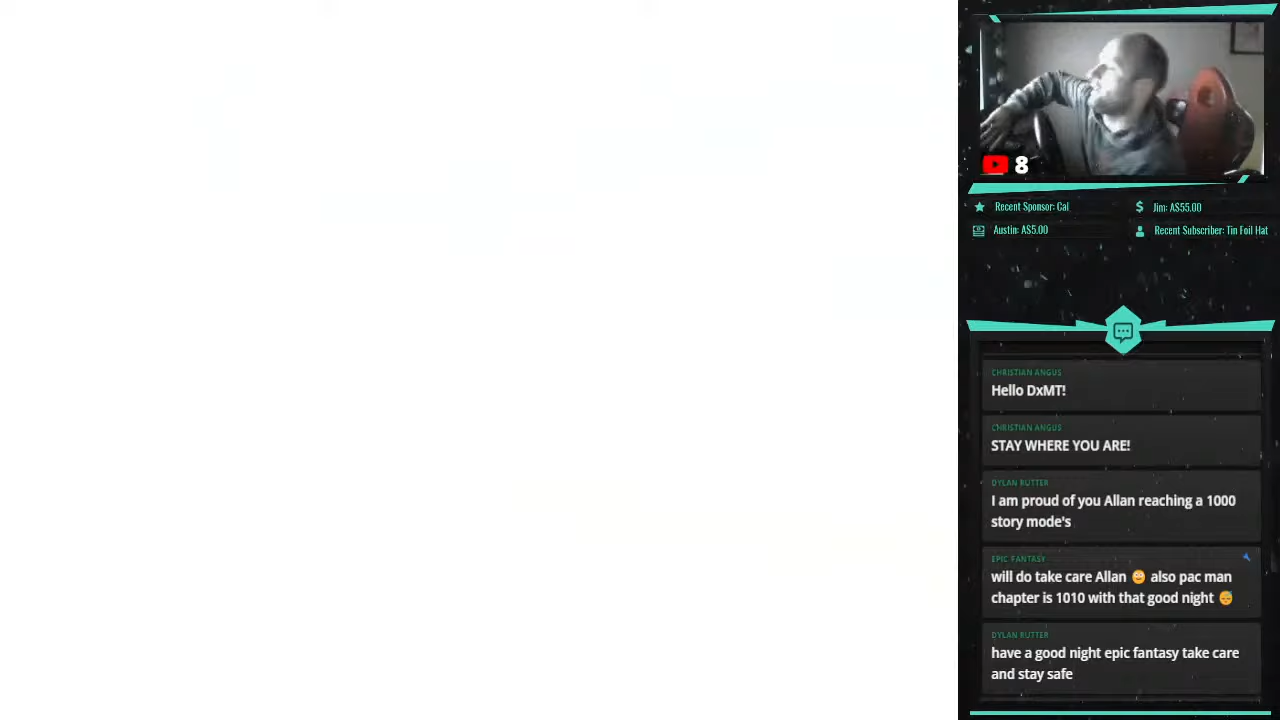 8
Recent Sponsor: Cal
Jim: A$55.00
Austin: A$5.00
Recent Subscriber: Tin Foil Hat
CHRISTIAN ANGUS
Hello DxMT!
CHRISTIAN ANGUS
STAY WHERE YOU ARE!
DYLAN RUTTER
I am proud of you Allan reaching a 1000
story mode's
EPIC FANTASY
will do take care Allan 😳 also pac man
chapter is 1010 with that good night 😴
DYLAN RUTTER
have a good night epic fantasy take care
and stay safe